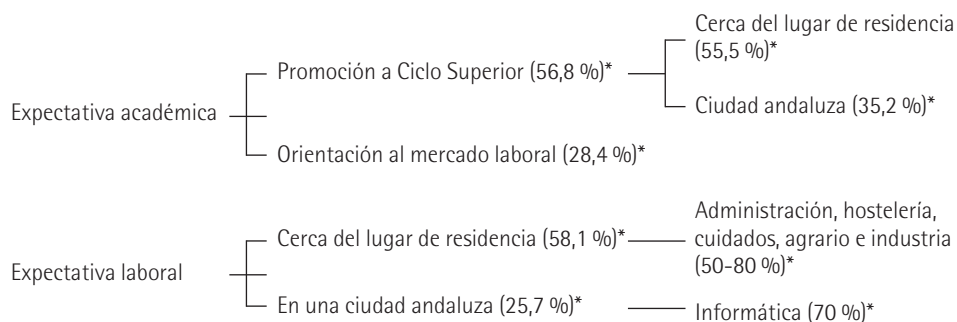 Cerca del lugar de residencia
(55,5 %)*
Promoción a Ciclo Superior (56,8 %)*
Expectativa académica
Ciudad andaluza (35,2 %)*
Orientación al mercado laboral (28,4 %)*
Administración, hostelería,
Cerca del lugar de residencia (58,1 %)*
cuidados, agrario e industria
(50-80 %)*
Expectativa laboral
En una ciudad andaluza (25,7 %)*
Informática (70 %)*